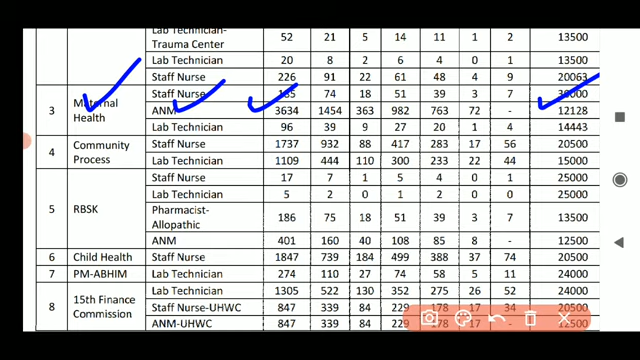 Lab Technician- Trauma Center 52 21 5 14 11 1 2 13500
Lab Technician 20 8 2 6 4 0 1 13500
Staff Nurse 226 91 22 61 48 4 9 20063
3 Maternal Health Staff Nurse 74 18 51 39 3 7
ANM 3634 1454 363 982 763 72 - 12128
Lab Technician 96 39 9 27 20 1 4 14443
4 Community Process Staff Nurse 1737 932 88 417 283 17 56 20500
Lab Technician 1109 444 110 300 233 22 44 15000
5 RBSK Staff Nurse 17 7 1 5 4 0 1 25000
Lab Technician 5 2 0 1 2 0 0 25000
Pharmacist- Allopathic 186 75 18 51 39 3 7 13500
ANM 401 160 40 108 85 8 - 12500
6 Child Health Staff Nurse 1847 739 184 499 388 37 74 20500
7 PM-ABHIM Lab Technician 274 110 27 74 58 5 11 24000
8 15th Finance Commission Lab Technician 1305 522 130 352 275 26 52 24000
Staff Nurse-UHWC 847 339 84 229 178 17 34 20500
ANM-UHWC 847 339 84 229 178 17 - 12500